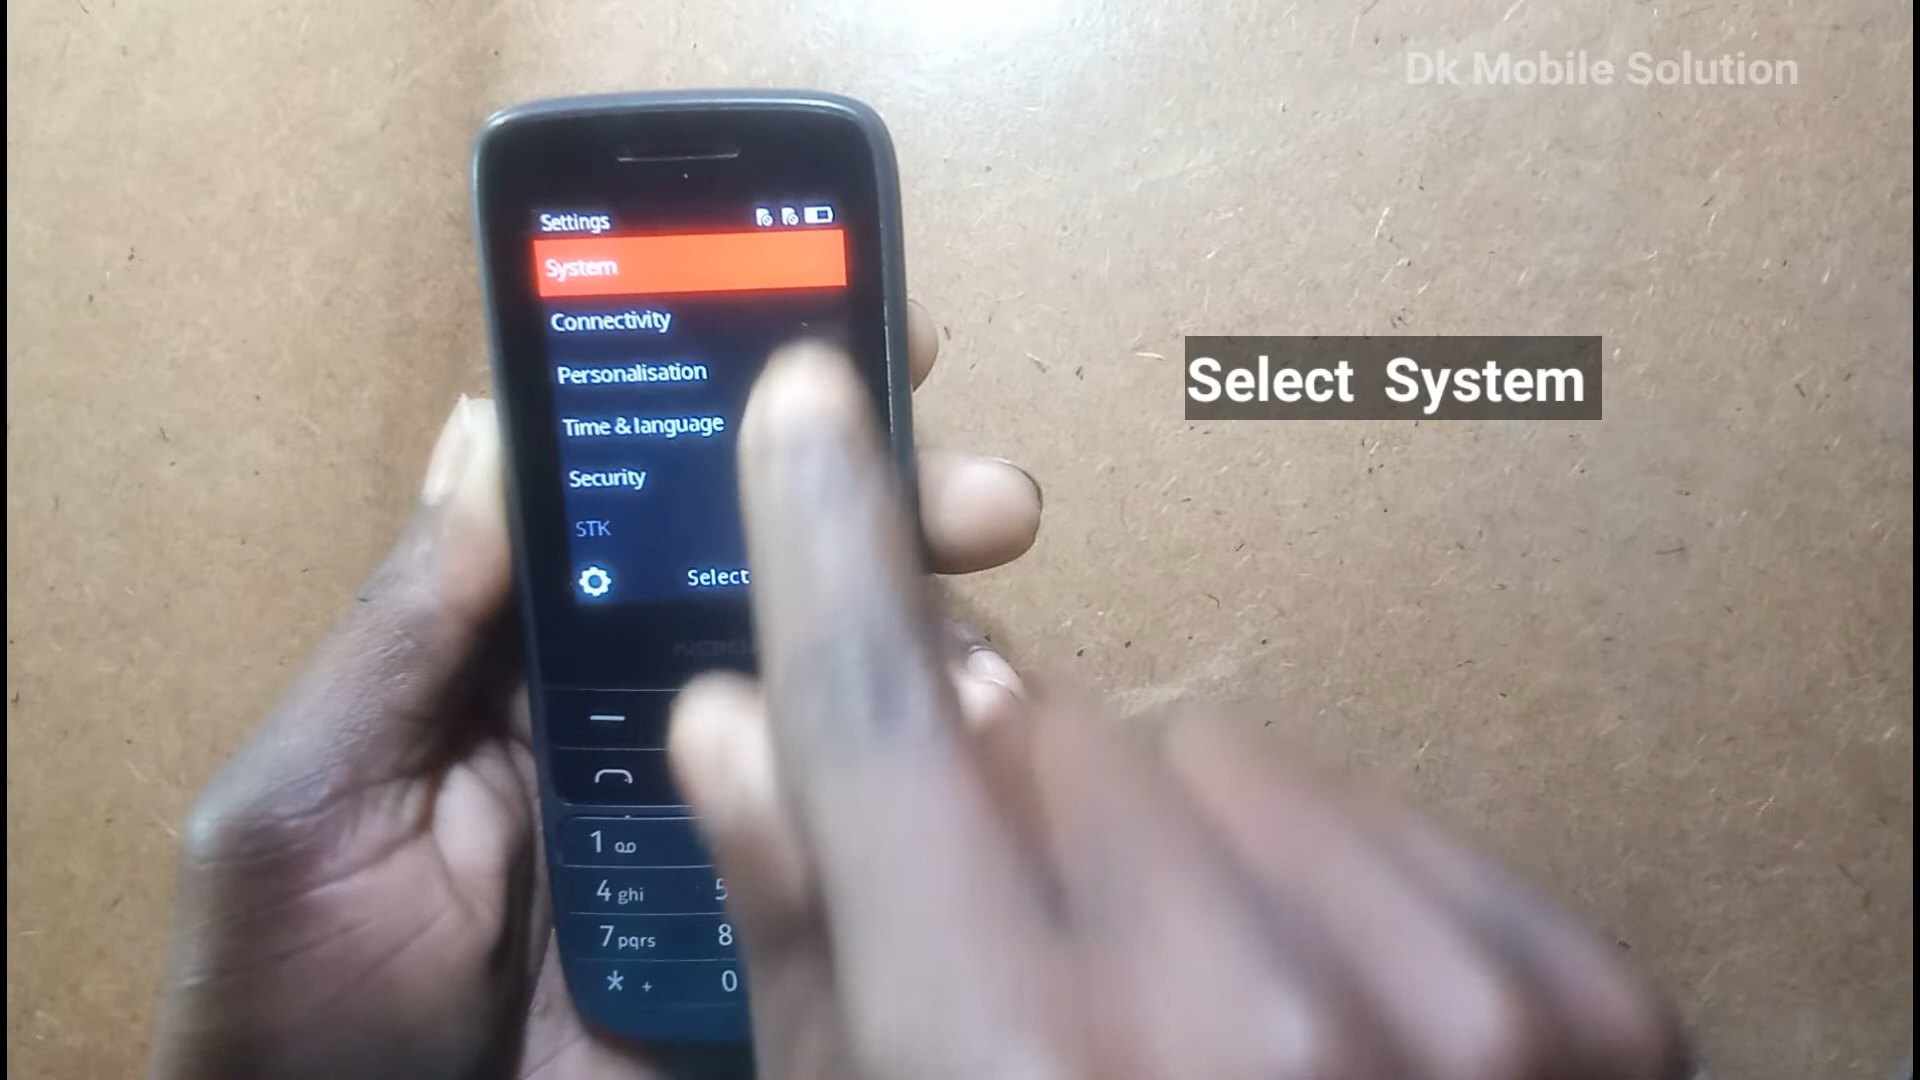 Dk Mobile Solution
Settings
System
Connectivity
Personalisation
Time & language
Security
STK
Select
Select System
1
4 ghi 5
7 pqrs 8
* + 0